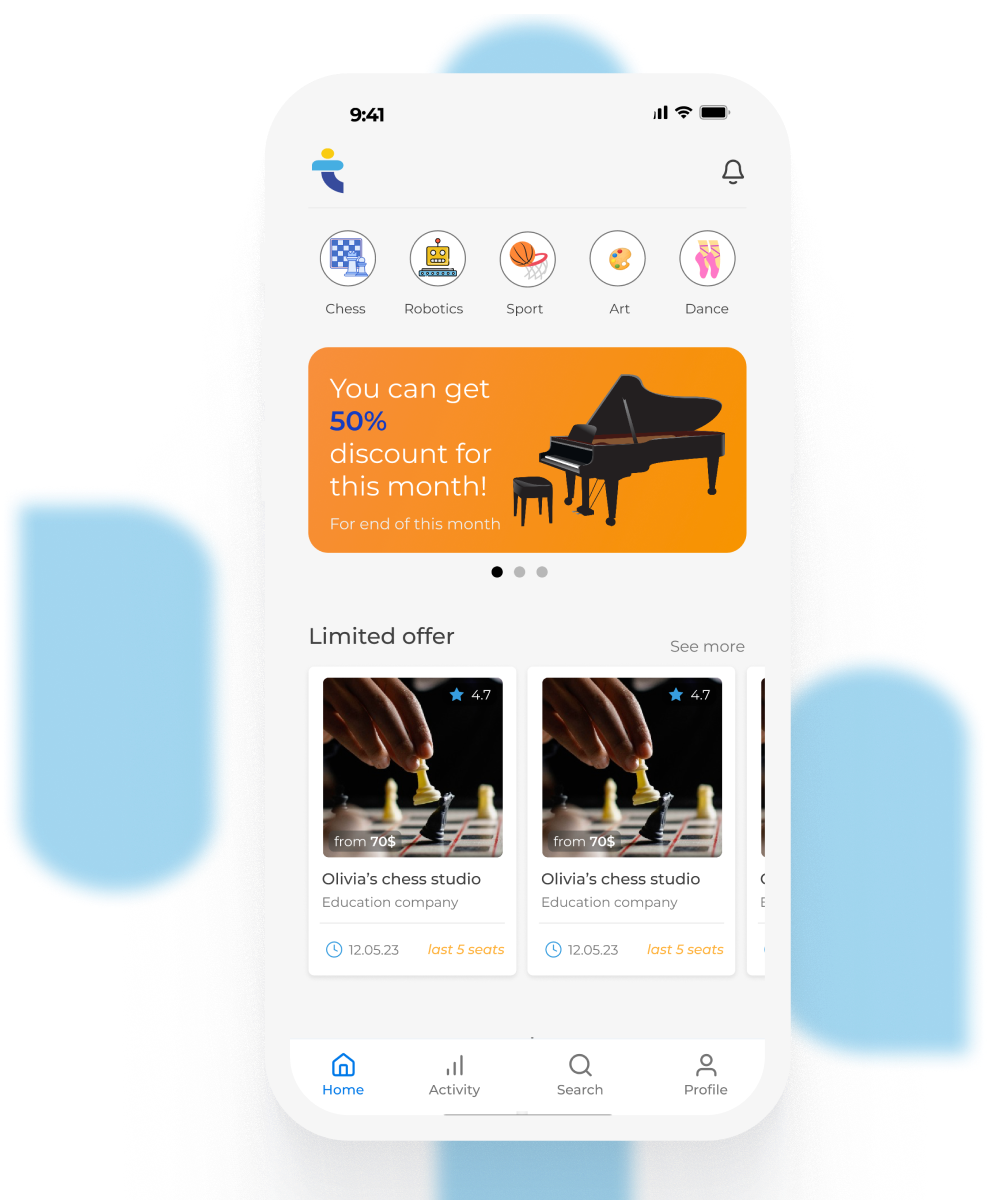 9:41
Chess
Robotics
Sport
Art
Dance
You can get
50%
discount for
this month!
For end of this month
Limited offer
See more
4.7
from 70$
Olivia’s chess studio
Education company
12.05.23
last 5 seats
4.7
from 70$
Olivia’s chess studio
Education company
12.05.23
last 5 seats
Home
Activity
Search
Profile